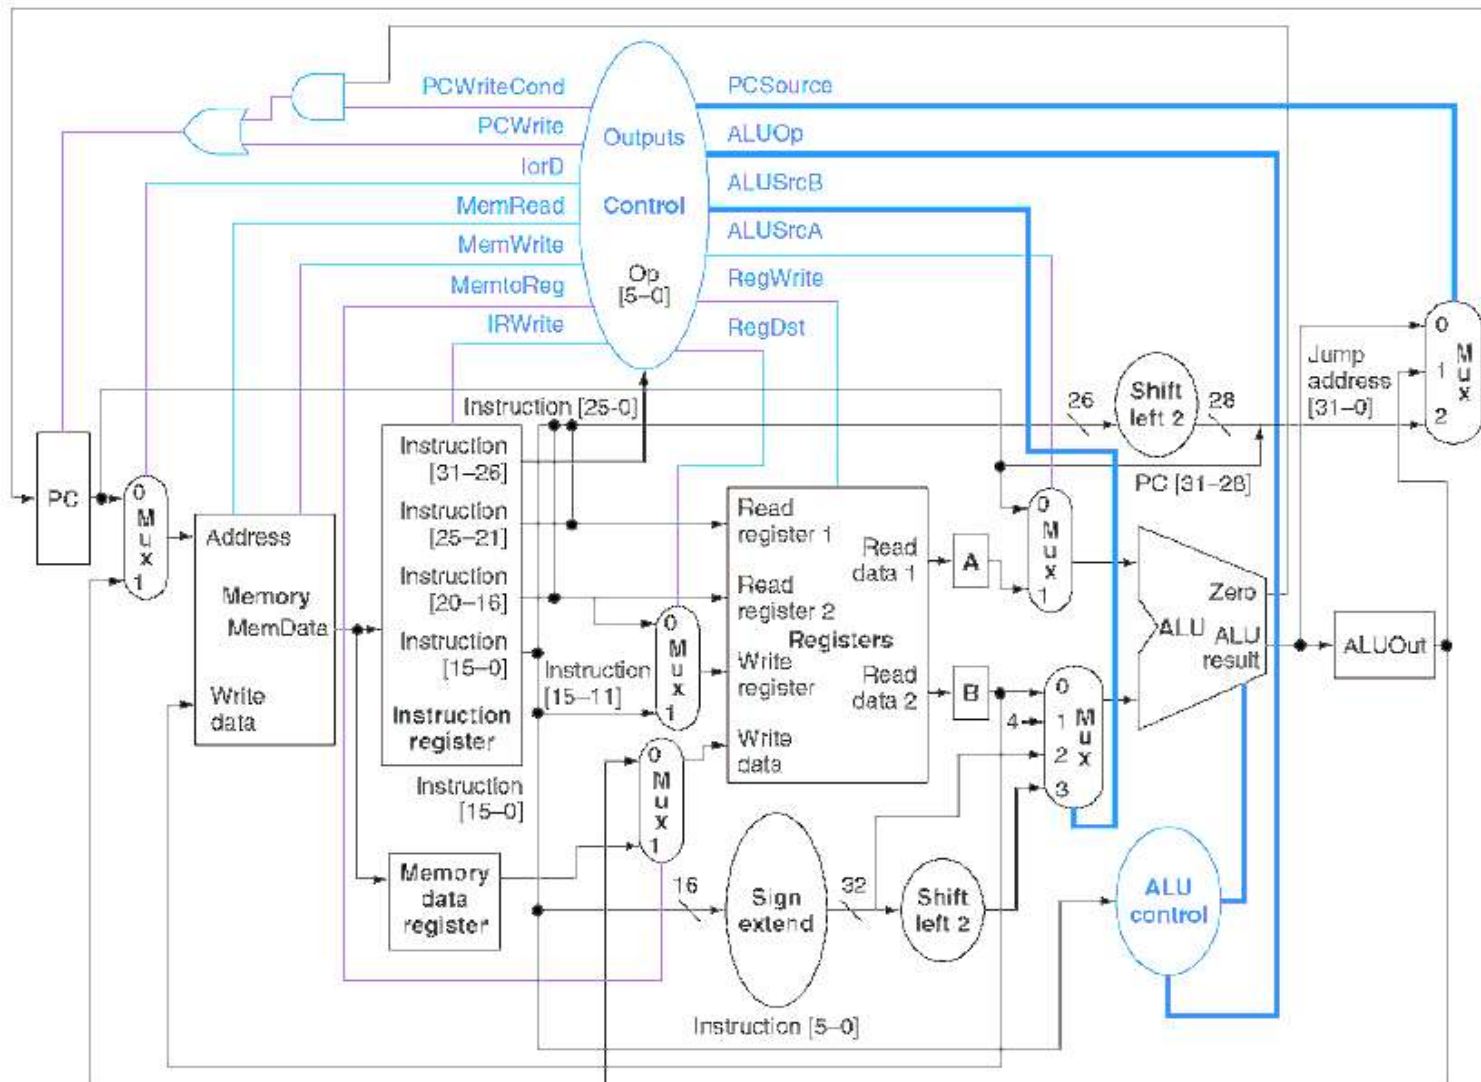 PCWriteCond
PCWrite
IorD
MemRead
MemWrite
MemtoReg
IRWrite
Outputs
Control
Op
[5–0]
PCSource
ALUOp
ALUSrcB
ALUSrcA
RegWrite
RegDst
Instruction [25-0]
26
Shift
left 2
28
Jump
address
[31–0]
0
1
2
M
u
x
PC [31–28]
PC
0
M
u
x
1
Address
Memory
MemData
Write
data
Instruction
[31–26]
Instruction
[25–21]
Instruction
[20–16]
Instruction
[15–0]
Instruction
register
Instruction
[15–11]
0
M
u
x
1
Read
register 1
Read
register 2
Registers
Write
register
Write
data
Read
data 1
Read
data 2
A
B
0
M
u
x
1
4
0
1
2
3
M
u
x
Zero
ALU
ALU
result
ALUOut
Instruction
[15–0]
0
M
u
x
1
Memory
data
register
16
Sign
extend
32
Shift
left 2
ALU
control
Instruction [5–0]